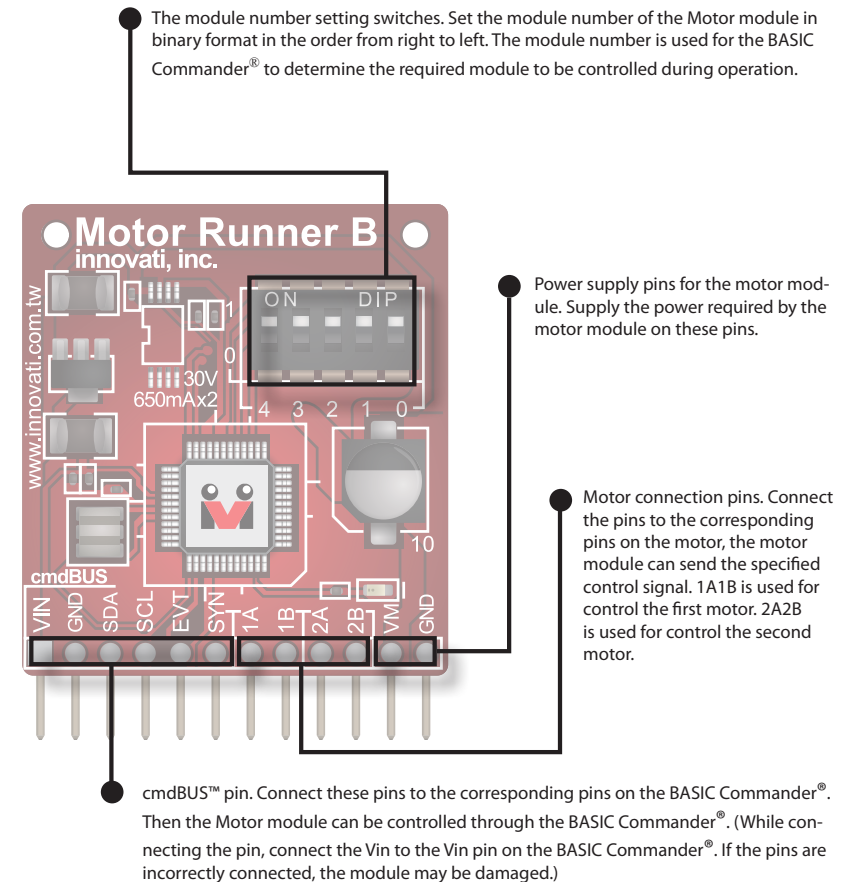 The module number setting switches. Set the module number of the Motor module in
binary format in the order from right to left. The module number is used for the BASIC
Commander® to determine the required module to be controlled during operation.
Motor Runner B
innovati, inc.
www.innovati.com.tw
ON DIP
1
0
30V
650mAx2
4 3 2 1 0
10
cmdBUS
VIN GND SDA SCL EVT SYN 1A 1B 2A 2B VM GND
Power supply pins for the motor mod-
ule. Supply the power required by the
motor module on these pins.
Motor connection pins. Connect
the pins to the corresponding
pins on the motor, the motor
module can send the specified
control signal. 1A1B is used for
control the first motor. 2A2B
is used for control the second
motor.
cmdBUS™ pin. Connect these pins to the corresponding pins on the BASIC Commander®.
Then the Motor module can be controlled through the BASIC Commander®. (While con-
necting the pin, connect the Vin to the Vin pin on the BASIC Commander®. If the pins are
incorrectly connected, the module may be damaged.)